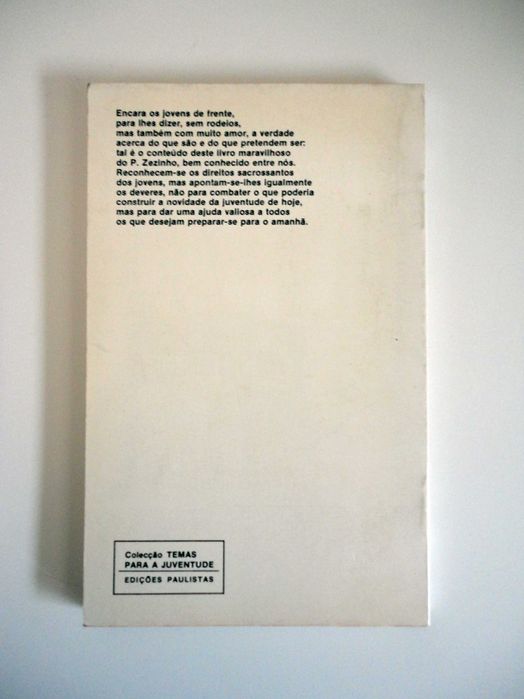 Encara os jovens de frente,
para lhes dizer, sem rodeios,
mas também com muito amor, a verdade
acerca do que são e do que pretendem ser:
tal é o conteúdo deste livro maravilhoso
do P. Zezinho, bem conhecido entre nós.
Reconhecem-se os direitos sacrossantos
dos jovens, mas apontam-se-lhes igualmente
os deveres, não para combater o que poderia
construir a novidade da juventude de hoje,
mas para dar uma ajuda valiosa a todos
os que desejam preparar-se para o amanhã.
Colecção TEMAS
PARA A JUVENTUDE
EDIÇÕES PAULISTAS